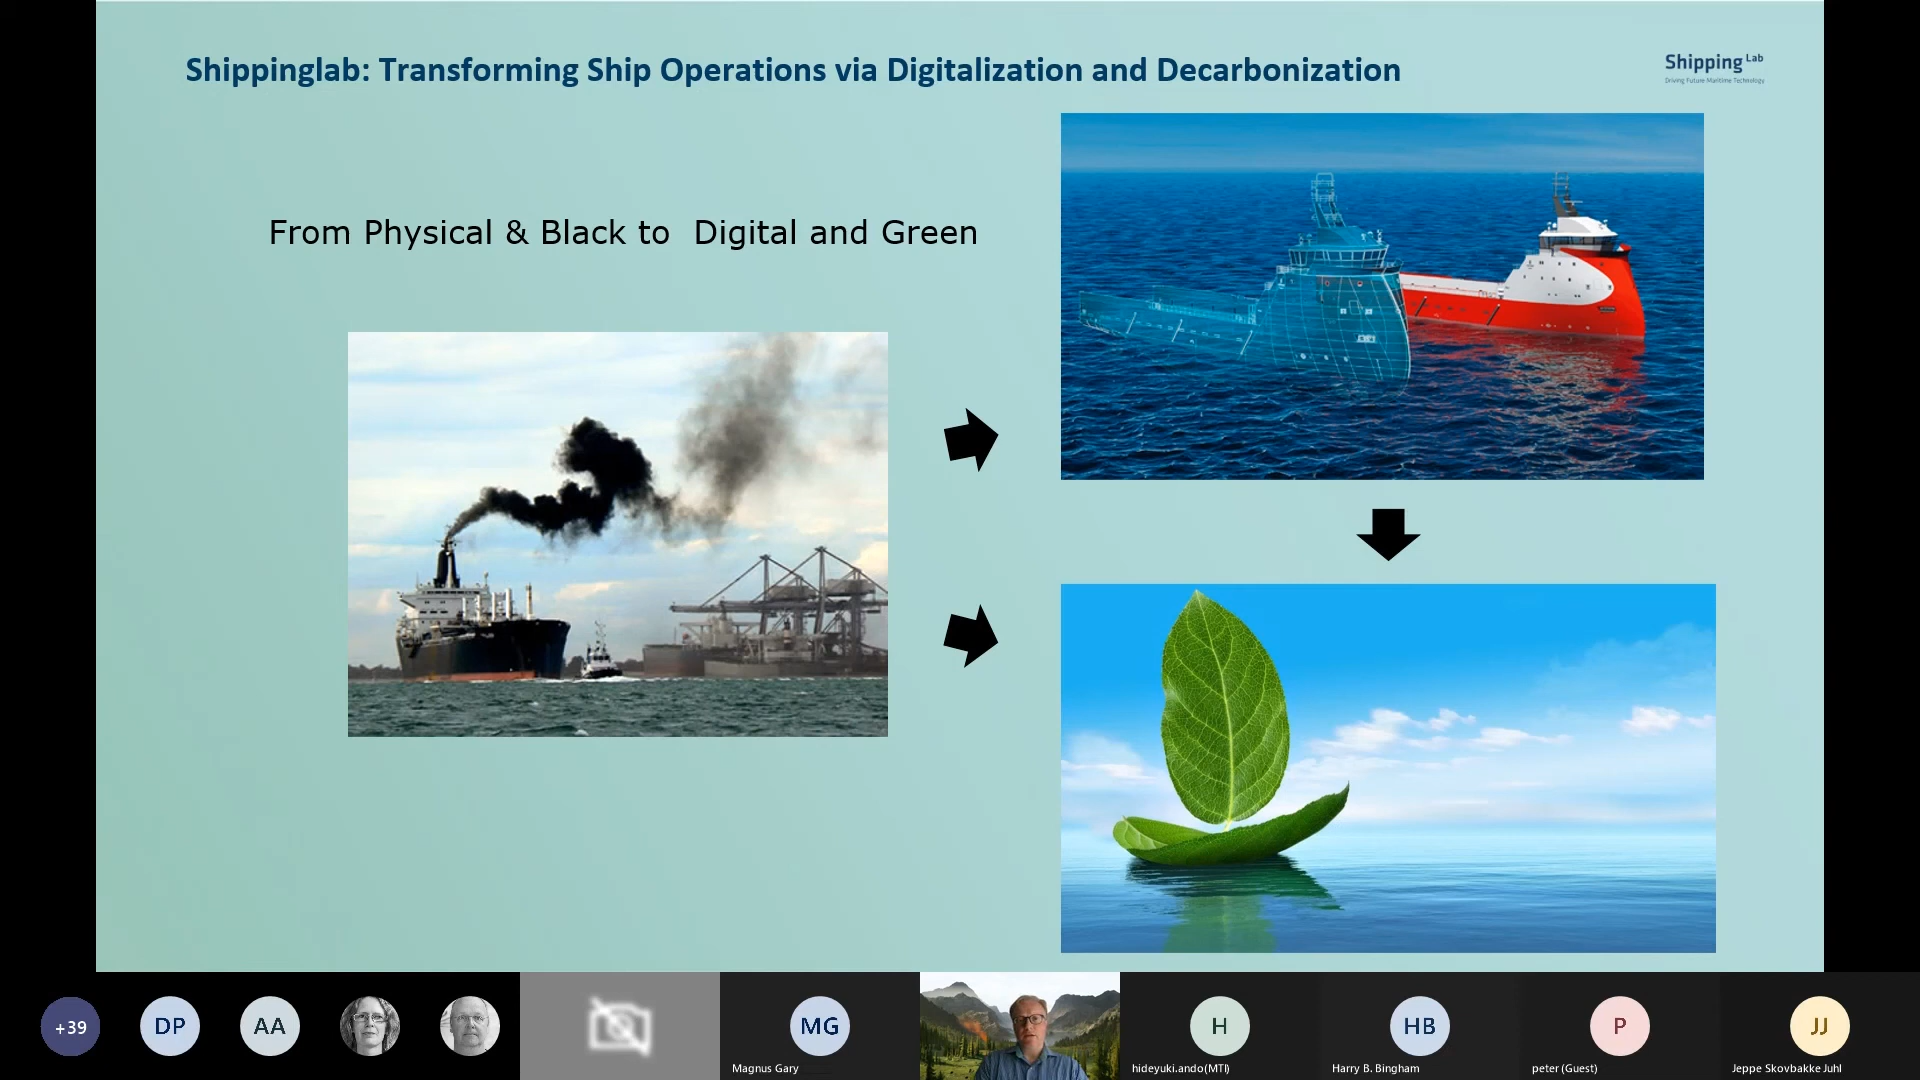 Shippinglab: Transforming Ship Operations via Digitalization and Decarbonization
Shipping Lab
Driving Future Maritime Technology
From Physical & Black to  Digital and Green
+39
DP
AA
MG
H
HB
P
JJ
Magnus Gary
hideyuki.ando(MTI)
Harry B. Bingham
peter (Guest)
Jeppe Skovbakke Juhl